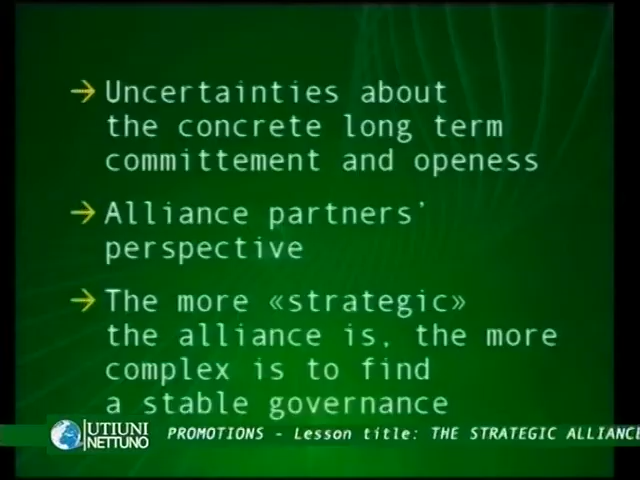 → Uncertainties about
the concrete long term
committement and openess
→ Alliance partners’
perspective
→ The more «strategic»
the alliance is, the more
complex is to find
a stable governance
UTIUNI
NETTUNO
PROMOTIONS - Lesson title: THE STRATEGIC ALLIANCE